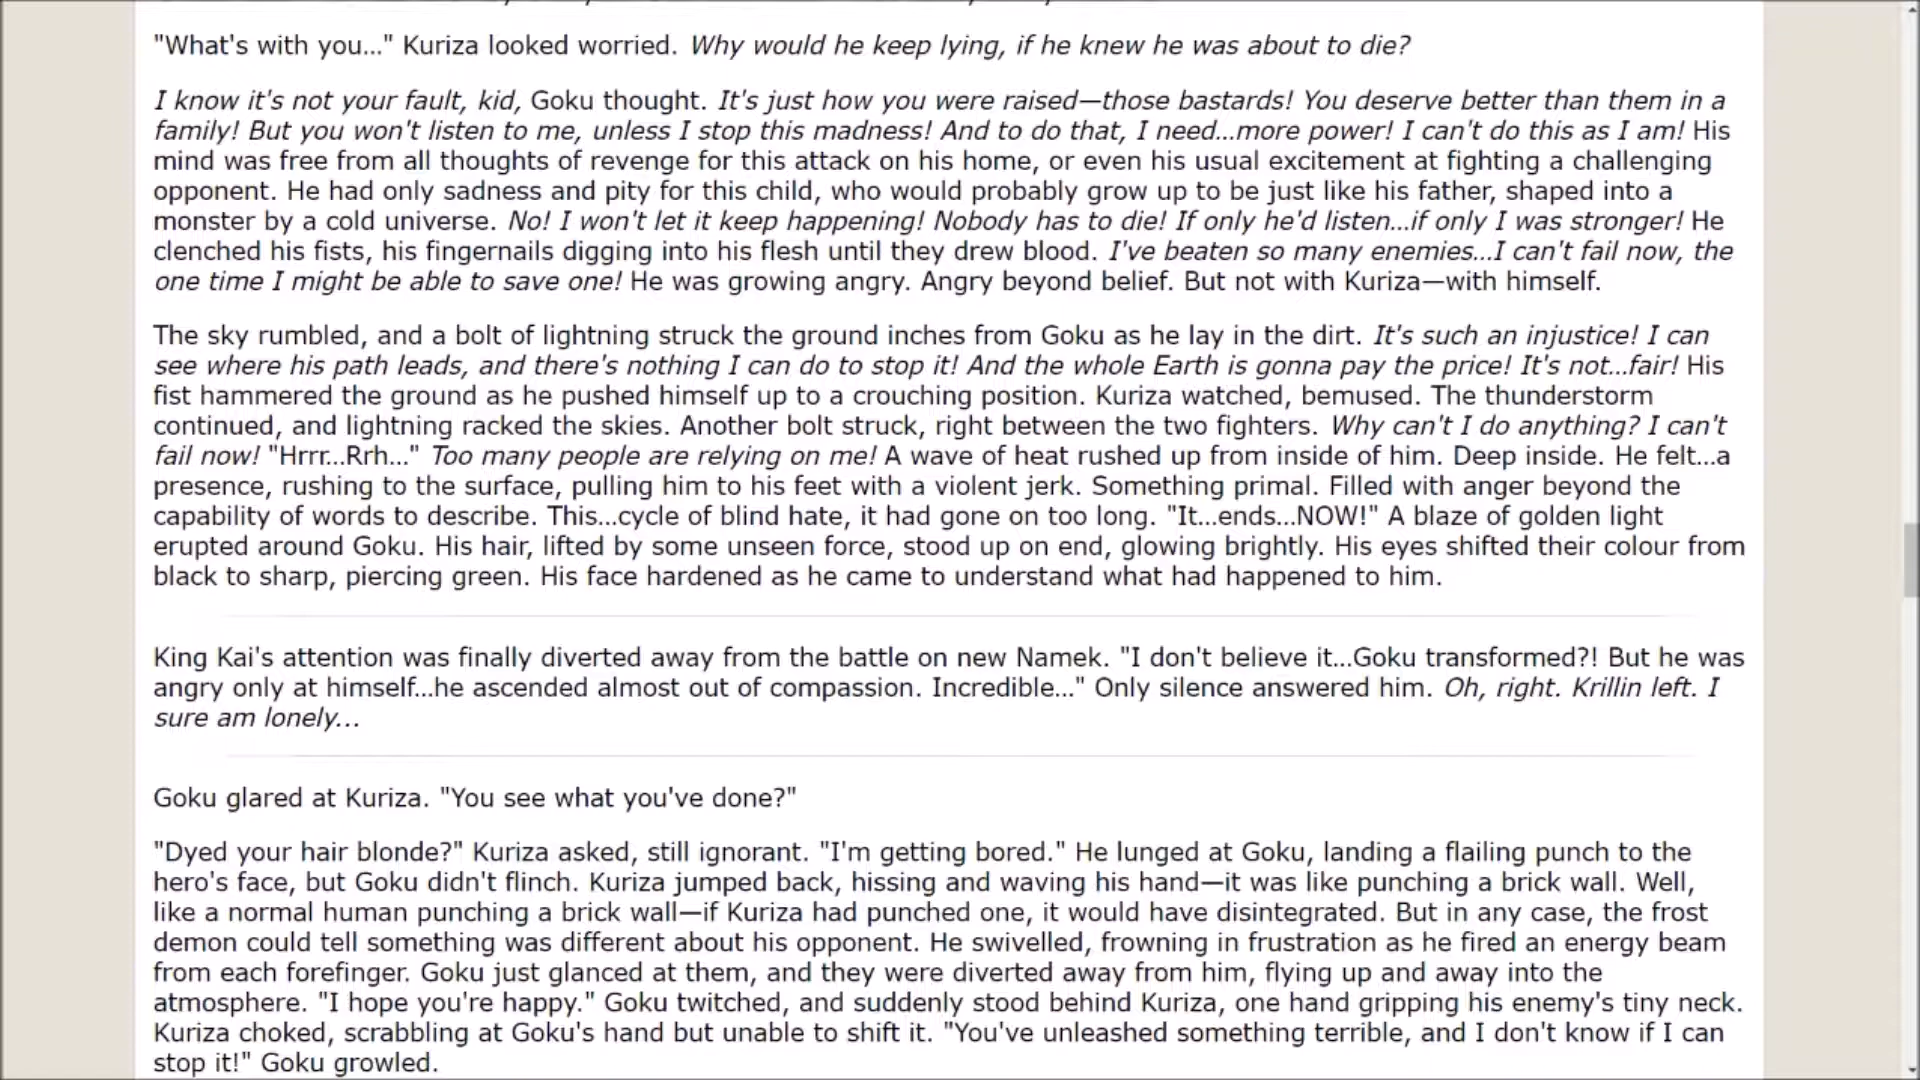 "What's with you..." Kuriza looked worried. Why would he keep lying, if he knew he was about to die?
I know it's not your fault, kid, Goku thought. It's just how you were raised—those bastards! You deserve better than them in a
family! But you won't listen to me, unless I stop this madness! And to do that, I need...more power! I can't do this as I am! His
mind was free from all thoughts of revenge for this attack on his home, or even his usual excitement at fighting a challenging
opponent. He had only sadness and pity for this child, who would probably grow up to be just like his father, shaped into a
monster by a cold universe. No! I won't let it keep happening! Nobody has to die! If only he'd listen...if only I was stronger! He
clenched his fists, his fingernails digging into his flesh until they drew blood. I've beaten so many enemies...I can't fail now, the
one time I might be able to save one! He was growing angry. Angry beyond belief. But not with Kuriza—with himself.
The sky rumbled, and a bolt of lightning struck the ground inches from Goku as he lay in the dirt. It's such an injustice! I can
see where his path leads, and there's nothing I can do to stop it! And the whole Earth is gonna pay the price! It's not...fair! His
fist hammered the ground as he pushed himself up to a crouching position. Kuriza watched, bemused. The thunderstorm
continued, and lightning racked the skies. Another bolt struck, right between the two fighters. Why can't I do anything? I can't
fail now! "Hrrr...Rrh..." Too many people are relying on me! A wave of heat rushed up from inside of him. Deep inside. He felt...a
presence, rushing to the surface, pulling him to his feet with a violent jerk. Something primal. Filled with anger beyond the
capability of words to describe. This...cycle of blind hate, it had gone on too long. "It...ends...NOW!" A blaze of golden light
erupted around Goku. His hair, lifted by some unseen force, stood up on end, glowing brightly. His eyes shifted their colour from
black to sharp, piercing green. His face hardened as he came to understand what had happened to him.
King Kai's attention was finally diverted away from the battle on new Namek. "I don't believe it...Goku transformed?! But he was
angry only at himself...he ascended almost out of compassion. Incredible..." Only silence answered him. Oh, right. Krillin left. I
sure am lonely...
Goku glared at Kuriza. "You see what you've done?"
"Dyed your hair blonde?" Kuriza asked, still ignorant. "I'm getting bored." He lunged at Goku, landing a flailing punch to the
hero's face, but Goku didn't flinch. Kuriza jumped back, hissing and waving his hand—it was like punching a brick wall. Well,
like a normal human punching a brick wall—if Kuriza had punched one, it would have disintegrated. But in any case, the frost
demon could tell something was different about his opponent. He swivelled, frowning in frustration as he fired an energy beam
from each forefinger. Goku just glanced at them, and they were diverted away from him, flying up and away into the
atmosphere. "I hope you're happy." Goku twitched, and suddenly stood behind Kuriza, one hand gripping his enemy's tiny neck.
Kuriza choked, scrabbling at Goku's hand but unable to shift it. "You've unleashed something terrible, and I don't know if I can
stop it!" Goku growled.